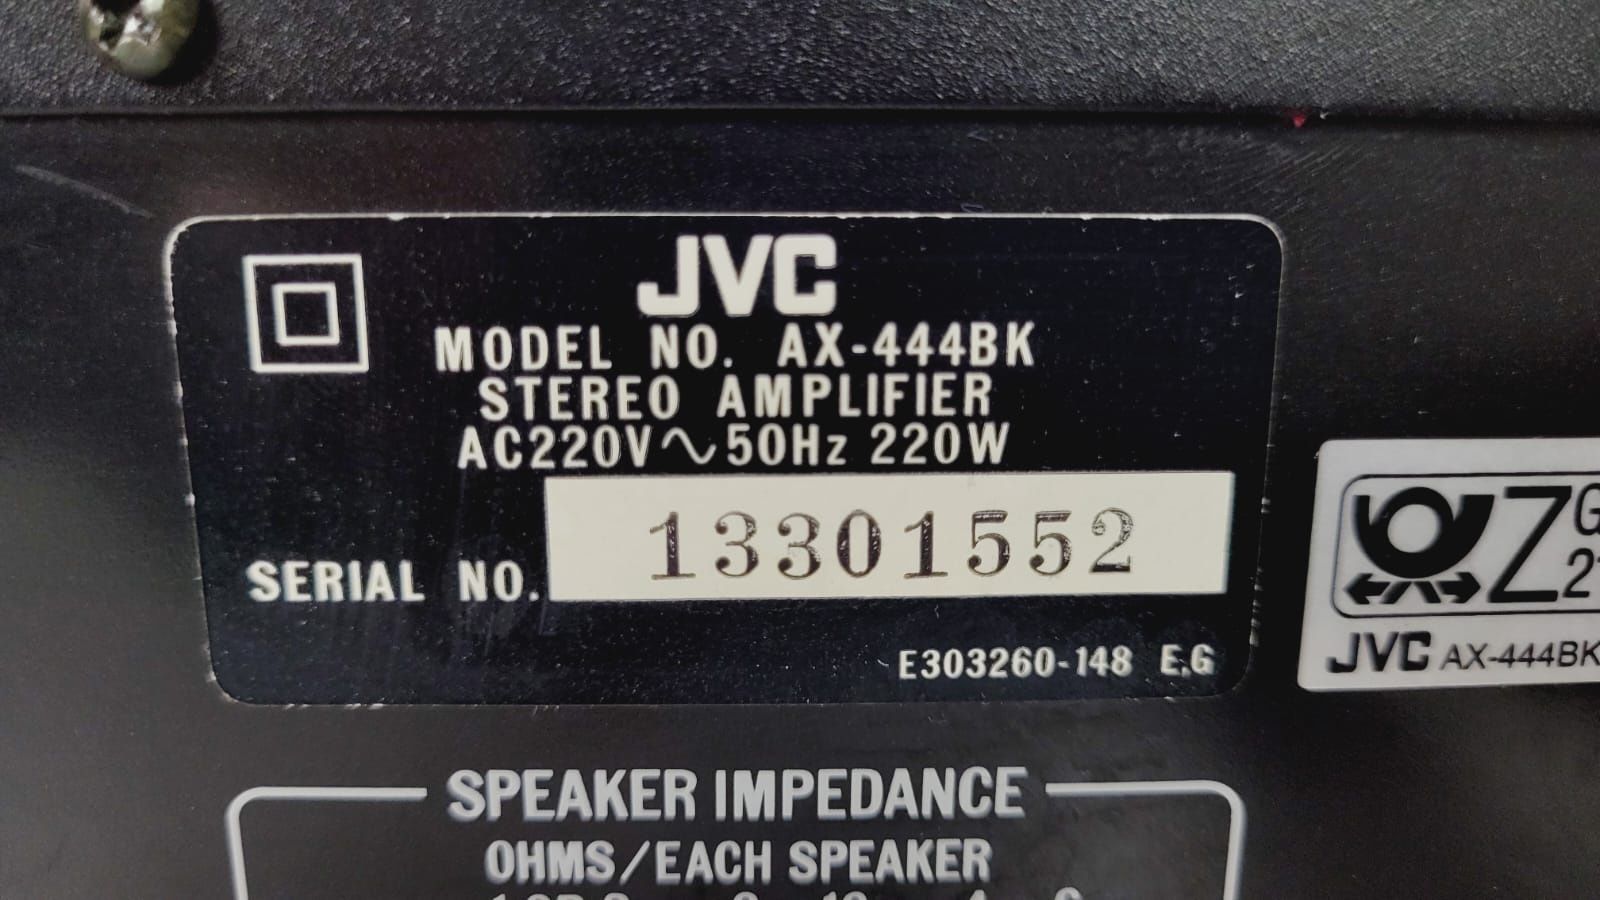 JVC
MODEL NO. AX-444BK
STEREO AMPLIFIER
AC220V∿50Hz 220W
SERIAL NO. 13301552
E303260-148 E.G
Z
JVC AX-444BK
SPEAKER IMPEDANCE
OHMS/EACH SPEAKER